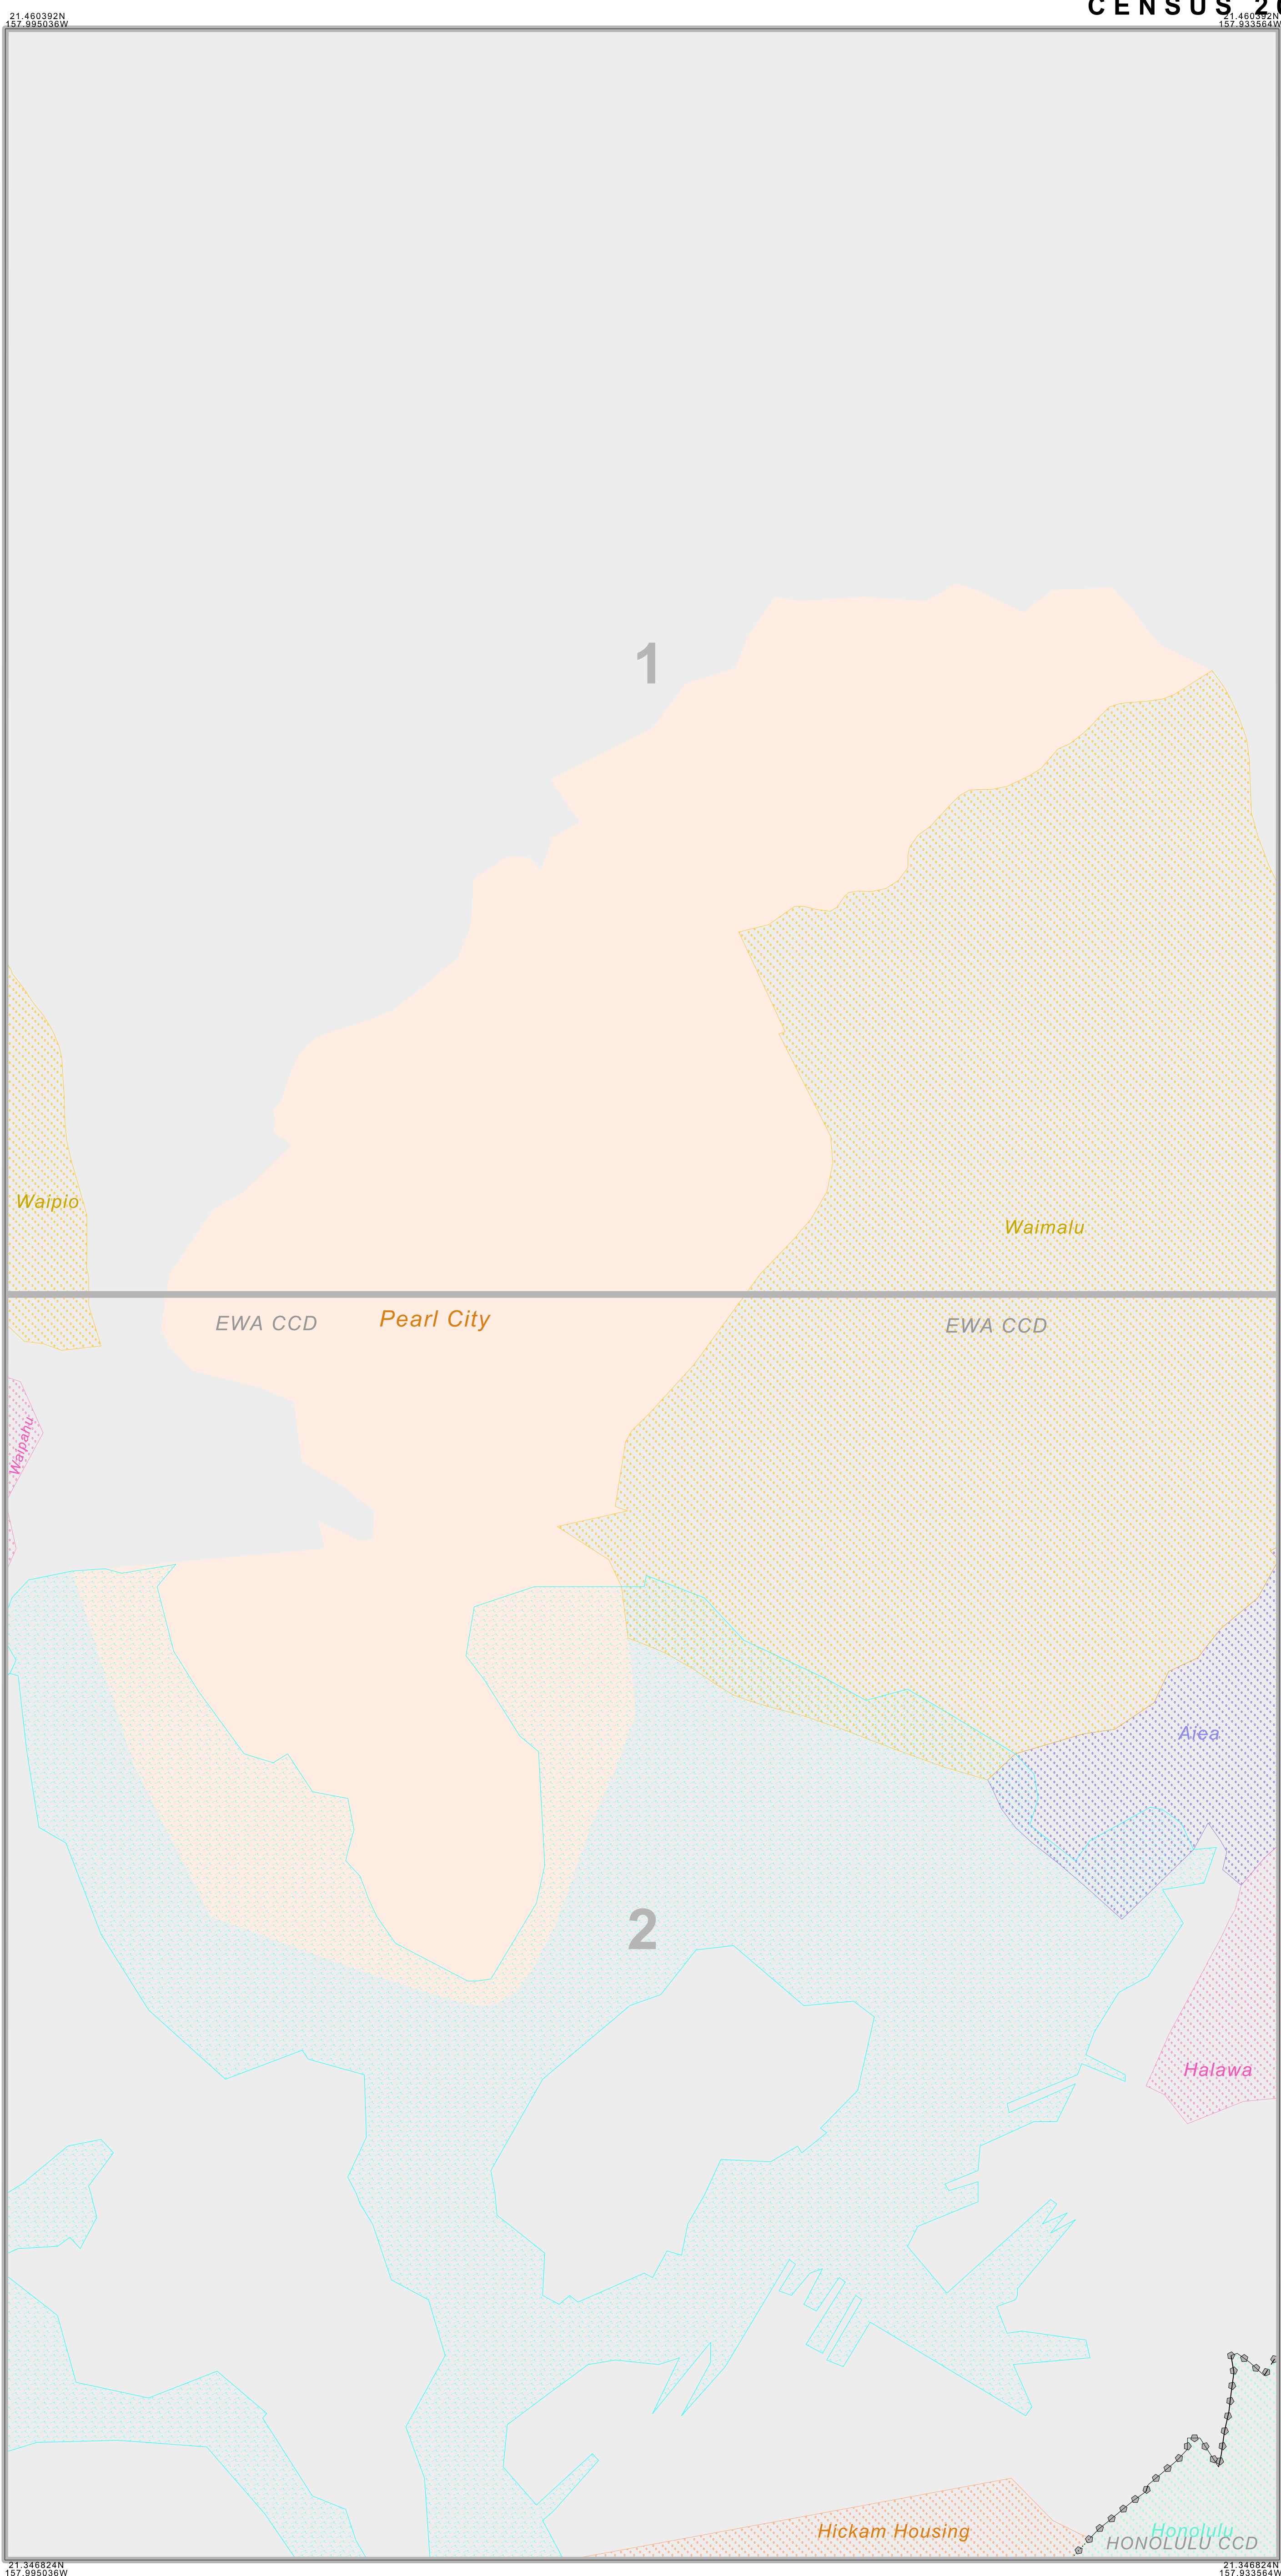 CENSUS 20
21.460392N
157.995036W
21.460392N
157.933564W
1
Waipio
Waimalu
EWA CCD
Pearl City
EWA CCD
Waipahu
Aiea
2
Halawa
Hickam Housing
Honolulu
HONOLULU CCD
21.346824N
157.995036W
21.346824N
157.933564W